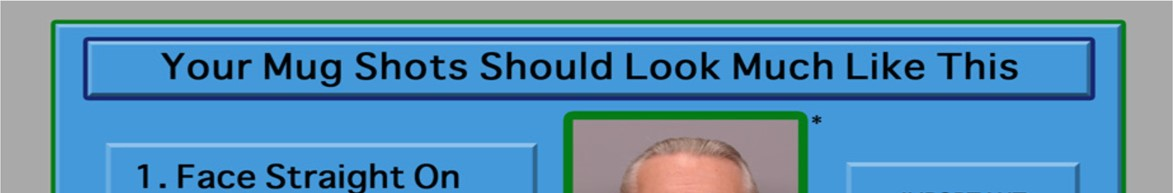 Your Mug Shots Should Look Much Like This
*
1. Face Straight On